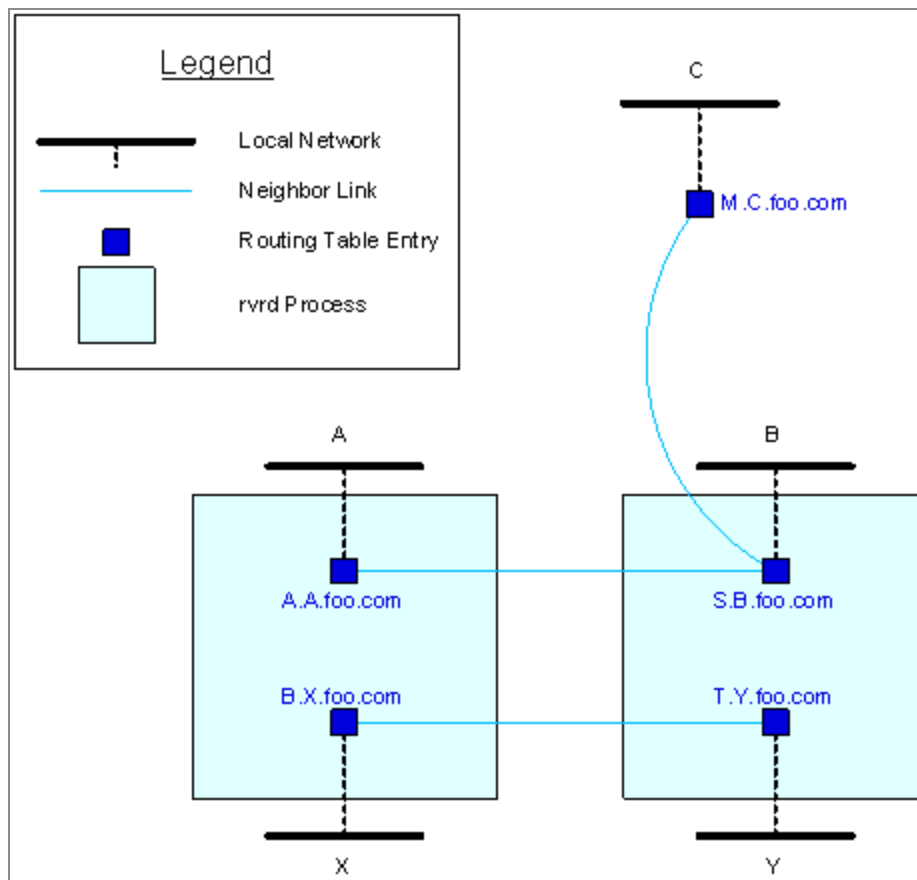 Legend
Local Network
Neighbor Link
Routing Table Entry
rvrd Process
C
M.C.foo.com
A
B
A.A.foo.com
S.B.foo.com
B.X.foo.com
T.Y.foo.com
X
Y